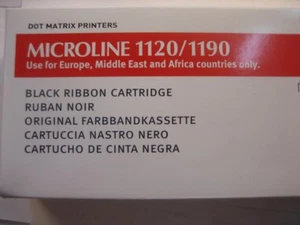 DOT MATRIX PRINTERS
MICROLINE 1120/1190
Use for Europe, Middle East and Africa countries only.
BLACK RIBBON CARTRIDGE
RUBAN NOIR
ORIGINAL FARBBANDKASSETTE
CARTUCCIA NASTRO NERO
CARTUCHO DE CINTA NEGRA